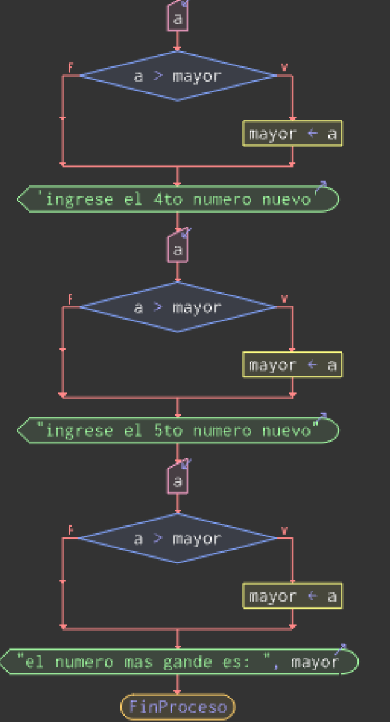 a
a > mayor
F
V
mayor ← a
'ingrese el 4to numero nuevo'
a
a > mayor
F
V
mayor ← a
"ingrese el 5to numero nuevo"
a
a > mayor
F
V
mayor ← a
"el numero mas gande es: ", mayor
FinProceso